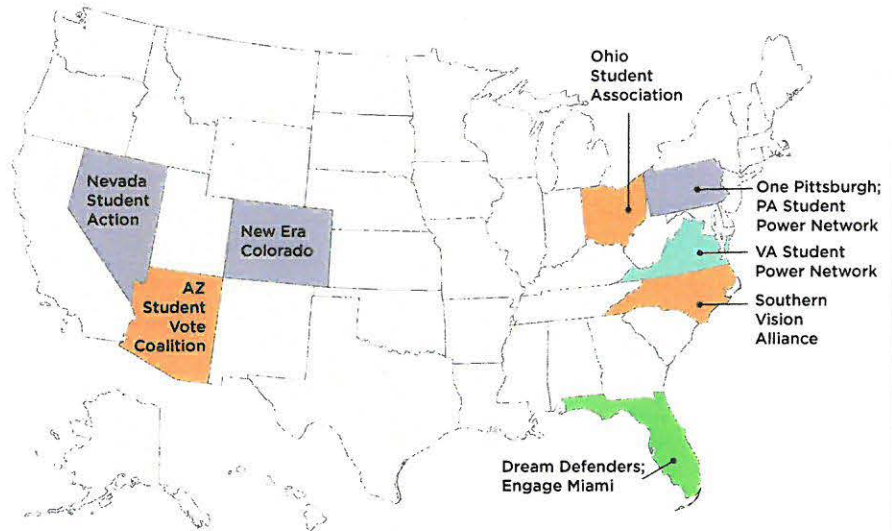 Ohio
Student
Association
Nevada
Student
Action
New Era
Colorado
One Pittsburgh;
PA Student
Power Network
VA Student
Power Network
AZ
Student
Vote
Coalition
Southern
Vision
Alliance
Dream Defenders;
Engage Miami